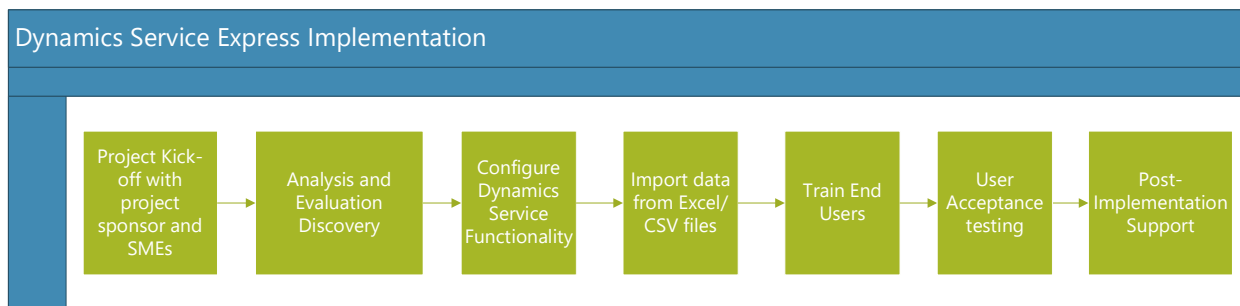 Dynamics Service Express Implementation
Project Kick-
off with
project
sponsor and
SMEs
Analysis and
Evaluation
Discovery
Configure
Dynamics
Service
Functionality
Import data
from Excel/
CSV files
Train End
Users
User
Acceptance
testing
Post-
Implementation
Support